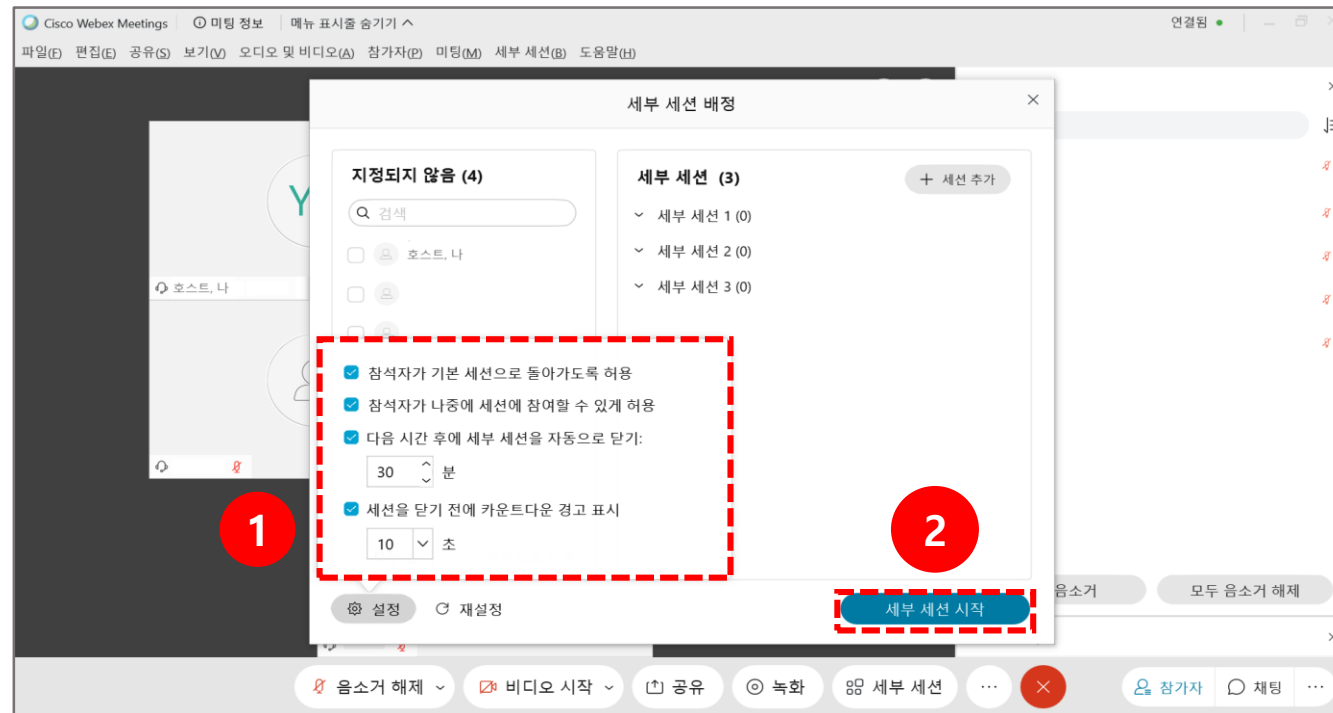 Cisco Webex Meetings 미팅 정보 메뉴 표시줄 숨기기 연결됨
파일(F) 편집(E) 공유(S) 보기(V) 오디오 및 비디오(A) 참가자(P) 미팅(M) 세부 세션(B) 도움말(H)
세부 세션 배정
지정되지 않음 (4)
검색
호스트, 나
세부 세션 (3)
+ 세션 추가
세부 세션 1 (0)
세부 세션 2 (0)
세부 세션 3 (0)
Y
호스트, 나
참석자가 기본 세션으로 돌아가도록 허용
참석자가 나중에 세션에 참여할 수 있게 허용
다음 시간 후에 세부 세션을 자동으로 닫기:
30 분
세션을 닫기 전에 카운트다운 경고 표시
10 초
1
2
설정 재설정 세부 세션 시작
음소거 모두 음소거 해제
음소거 해제 비디오 시작 공유 녹화 세부 세션 참가자 채팅